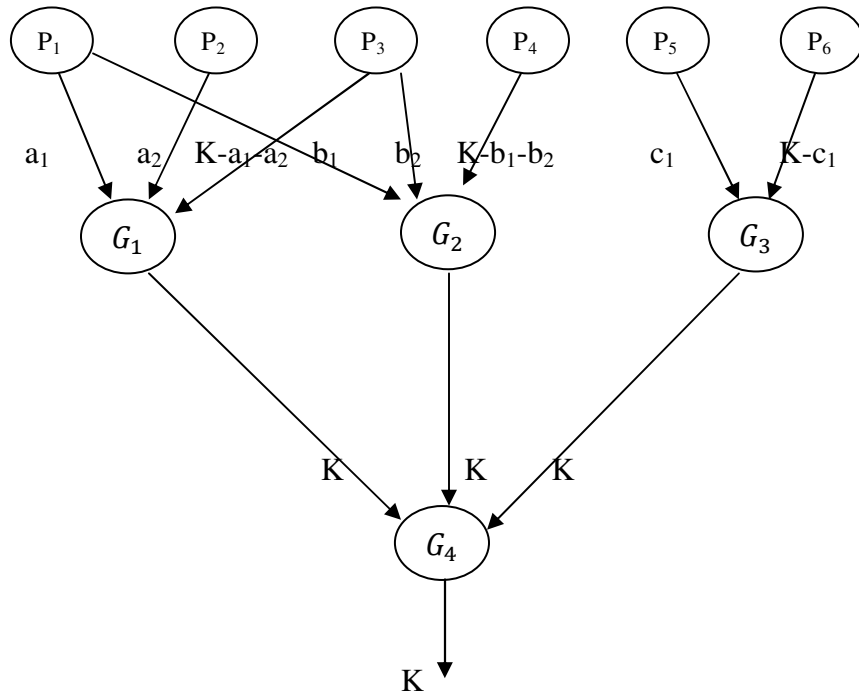 P₁ P₂ P₃ P₄ P₅ P₆
a₁ a₂ K-a₁-a₂ b₁ b₂ K-b₁-b₂ c₁ K-c₁
G₁ G₂ G₃
K K K
G₄
K